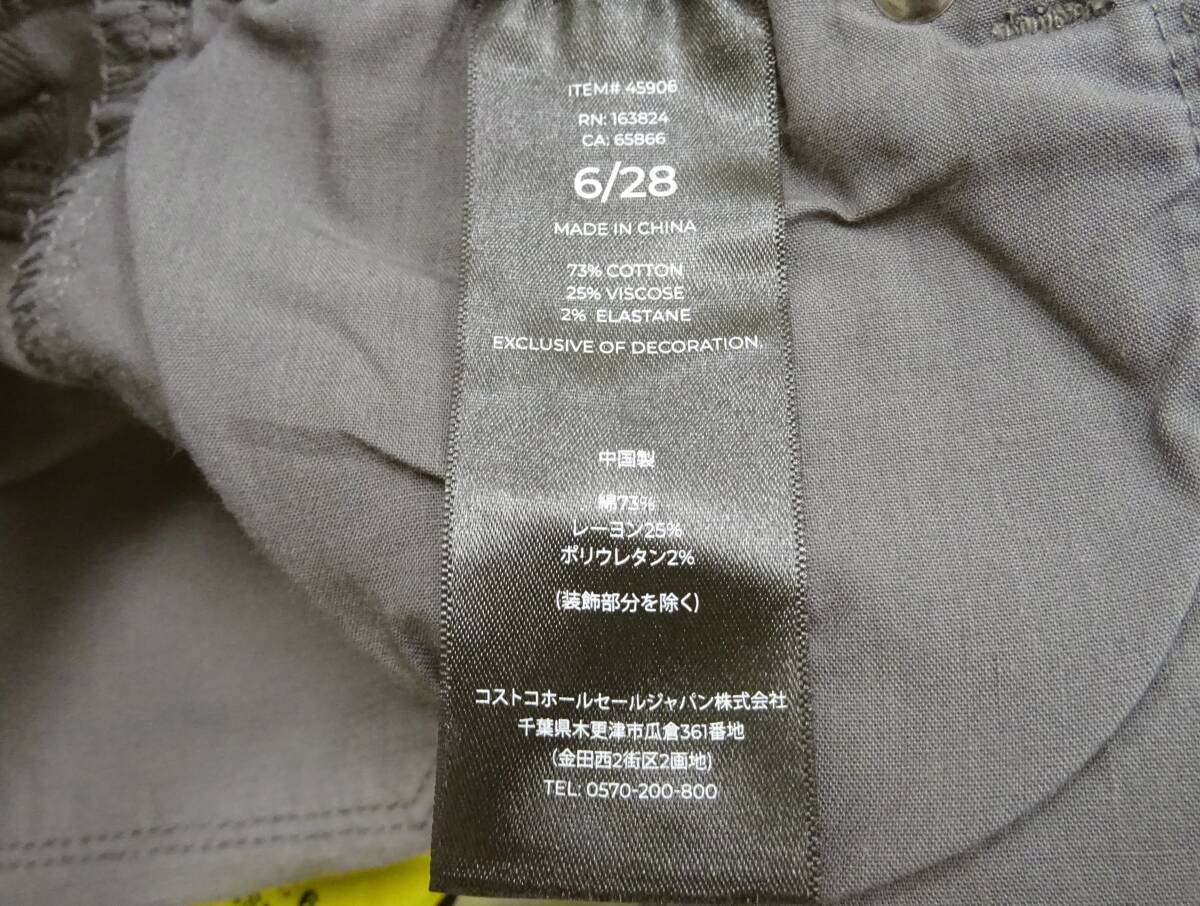 ITEM# 45906
RN: 163824
CA: 65866
6/28
MADE IN CHINA
73% COTTON
25% VISCOSE
2% ELASTANE
EXCLUSIVE OF DECORATION.
中国製
綿73%
レーヨン25%
ポリウレタン2%
(装飾部分を除く)
コストコホールセールジャパン株式会社
千葉県木更津市瓜倉361番地
(金田西2街区2画地)
TEL: 0570-200-800